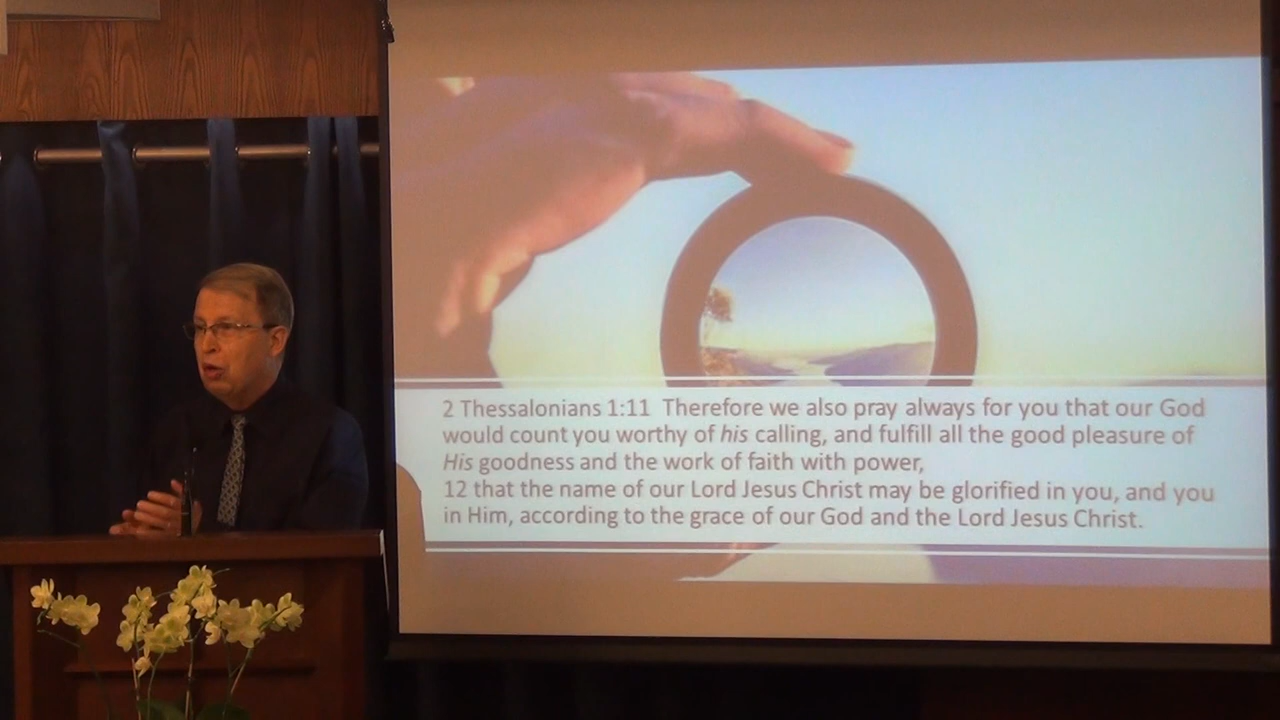 2 Thessalonians 1:11 Therefore we also pray always for you that our God
would count you worthy of his calling, and fulfill all the good pleasure of
His goodness and the work of faith with power,
12 that the name of our Lord Jesus Christ may be glorified in you, and you
in Him, according to the grace of our God and the Lord Jesus Christ.